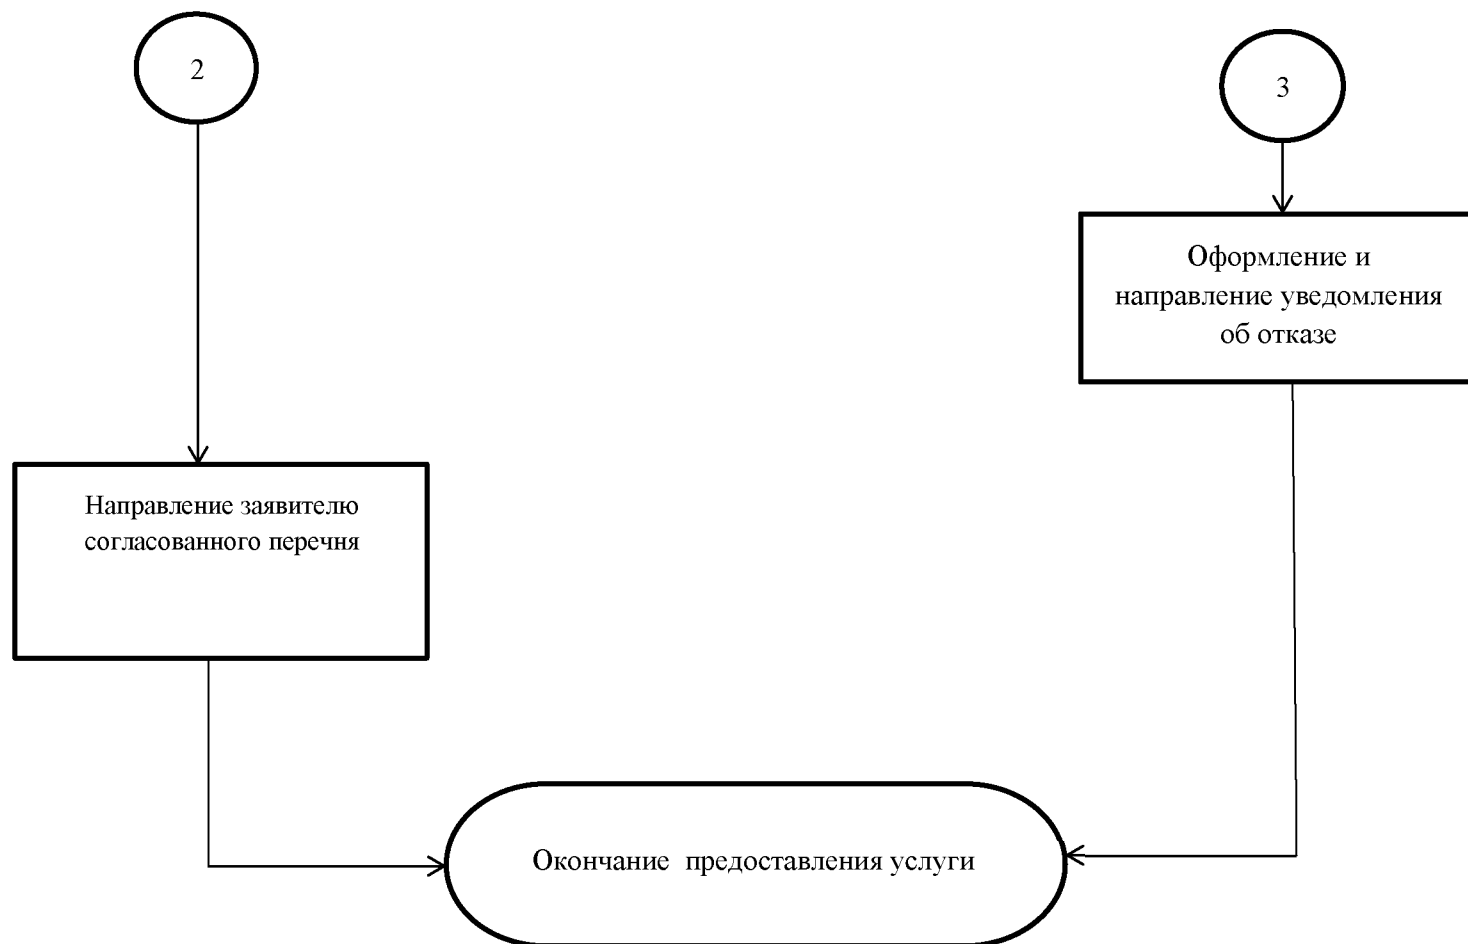 2
3
Оформление и
направление уведомления
об отказе
Направление заявителю
согласованного перечня
Окончание предоставления услуги